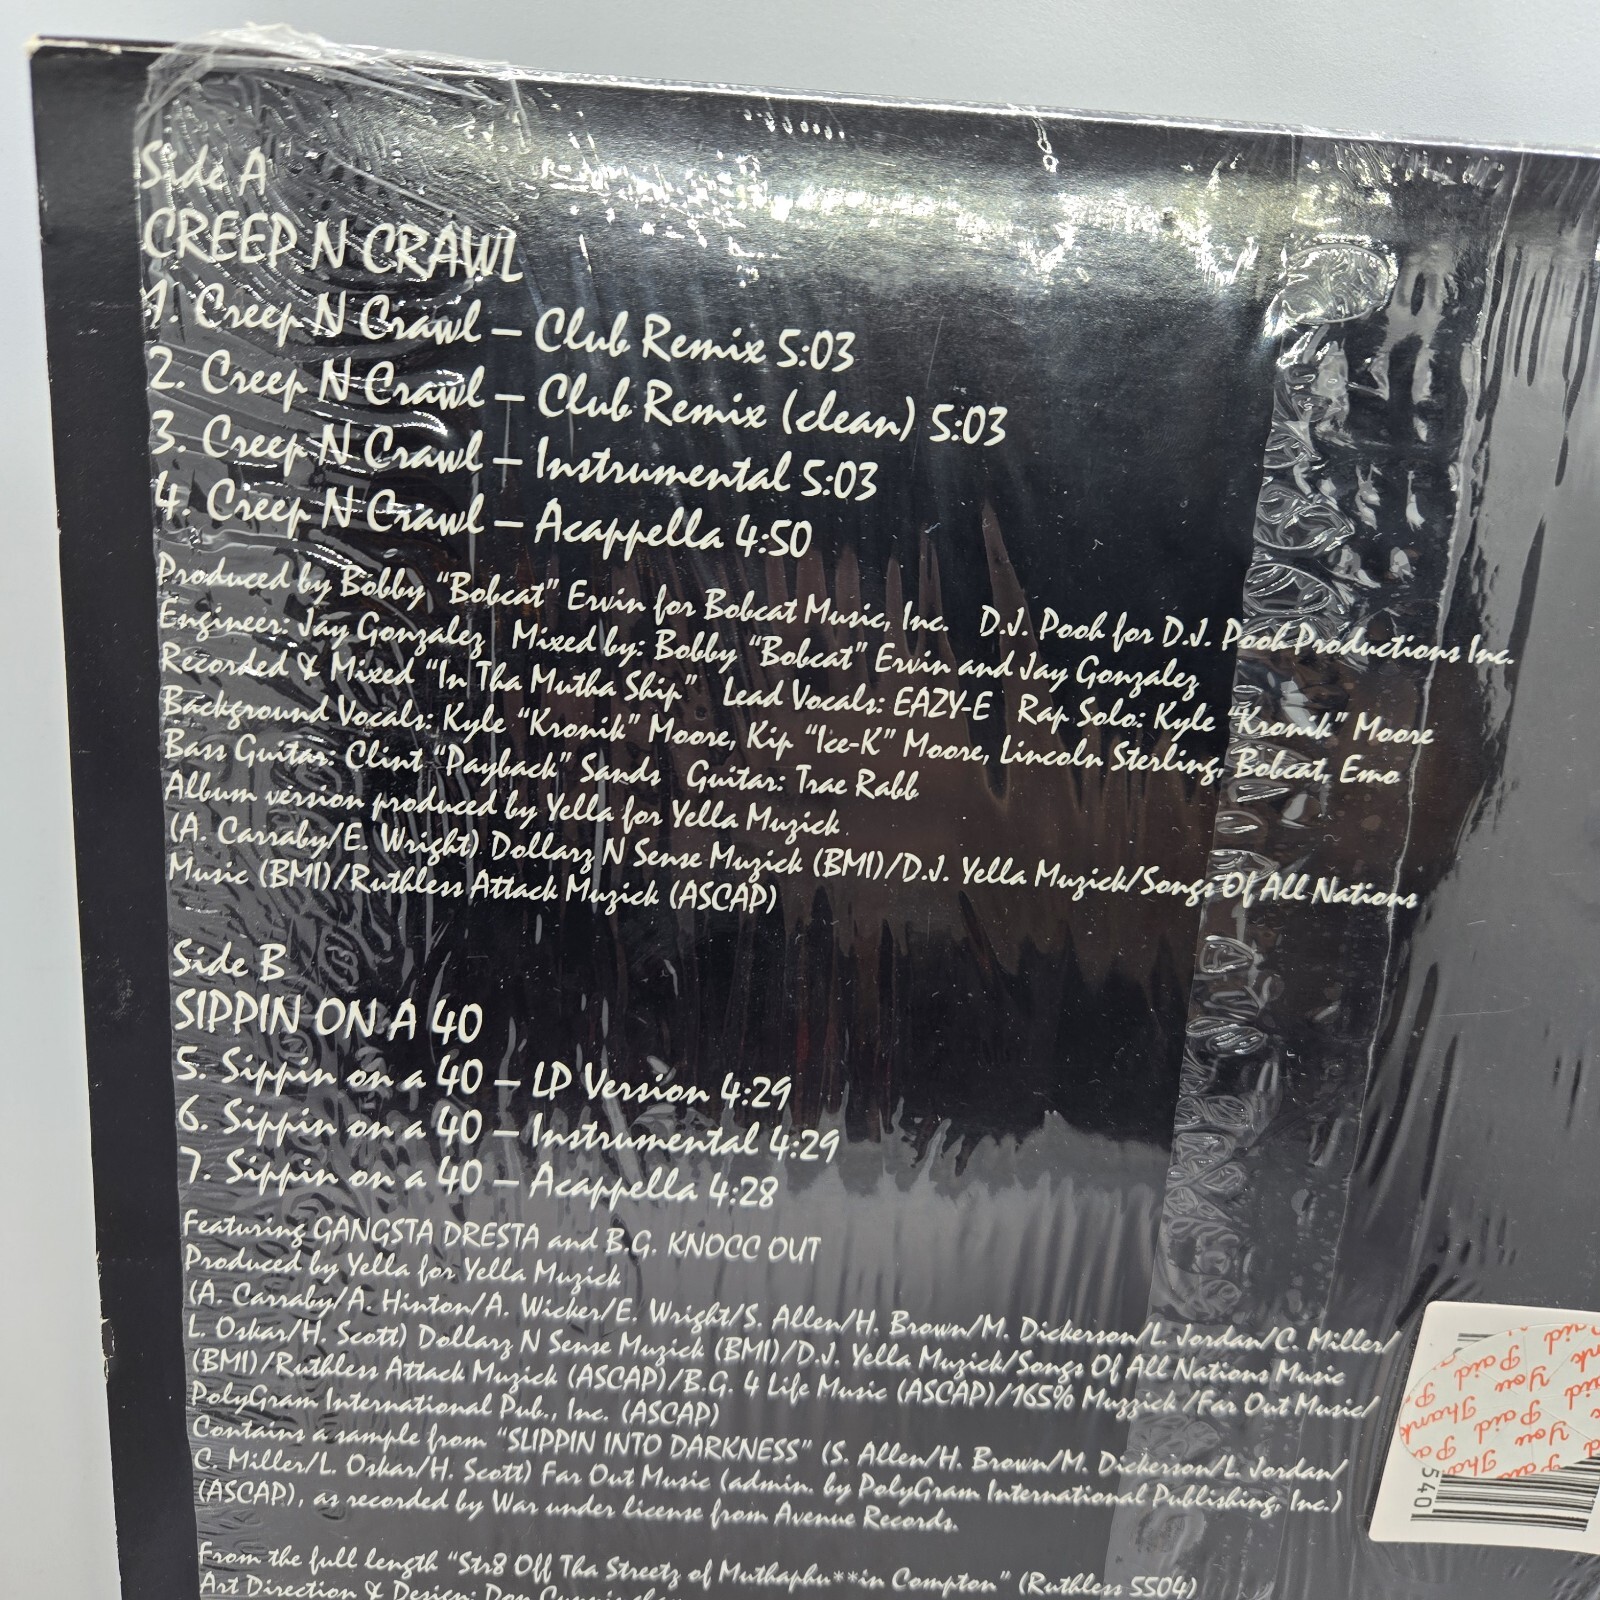 Side A
CREEP N CRAWL
1. Creep N Crawl – Club Remix 5:03
2. Creep N Crawl – Club Remix (clean) 5:03
3. Creep N Crawl – Instrumental 5:03
4. Creep N Crawl – Acappella 4:50
Produced by Bobby "Bobcat" Ervin for Bobcat Music, Inc. D.J. Pooh for D.J. Pooh Productions Inc.
Engineer: Jay Gonzalez Mixed by: Bobby "Bobcat" Ervin and Jay Gonzalez
Recorded & Mixed "In Tha Mutha Ship" Lead Vocals: EAZY-E Rap Solo: Kyle "Kronik" Moore
Background Vocals: Kyle "Kronik" Moore, Kip "Ice-K" Moore, Lincoln Sterling, Bobcat, Emo
Bass Guitar: Clint "Payback" Sands Guitar: Trae Rabb
Album version produced by Yella for Yella Muzick
(A. Carraby/E. Wright) Dollarz N Sense Muzick (BMI)/D.J. Yella Muzick/Songs Of All Nations
Music (BMI)/Ruthless Attack Muzick (ASCAP)
Side B
SIPPIN ON A 40
5. Sippin on a 40 – LP Version 4:29
6. Sippin on a 40 – Instrumental 4:29
7. Sippin on a 40 – Acappella 4:28
Featuring GANGSTA DRESTA and B.G. KNOCC OUT
Produced by Yella for Yella Muzick
(A. Carraby/A. Hinton/A. Wicker/E. Wright/S. Allen/H. Brown/M. Dickerson/L. Jordan/C. Miller/
L. Oskar/H. Scott) Dollarz N Sense Muzick (BMI)/D.J. Yella Muzick/Songs Of All Nations Music
(BMI)/Ruthless Attack Muzick (ASCAP)/B.G. 4 Life Music (ASCAP)/165% Muzzick/Far Out Music/
PolyGram International Pub., Inc. (ASCAP)
Contains a sample from "SLIPPIN INTO DARKNESS" (S. Allen/H. Brown/M. Dickerson/L. Jordan/
C. Miller/L. Oskar/H. Scott) Far Out Music (admin. by PolyGram International Publishing, Inc.)
(ASCAP), as recorded by War under license from Avenue Records.
From the full length "Str8 Off Tha Streetz of Muthaphu**in Compton" (Ruthless 5504)
Art Direction & Design:
You Paid
Paid Thank
540